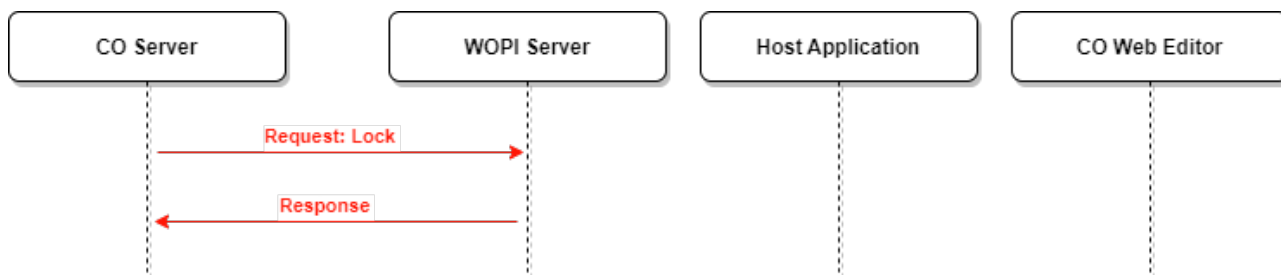 CO Server
WOPI Server
Host Application
CO Web Editor
Request: Lock
Response